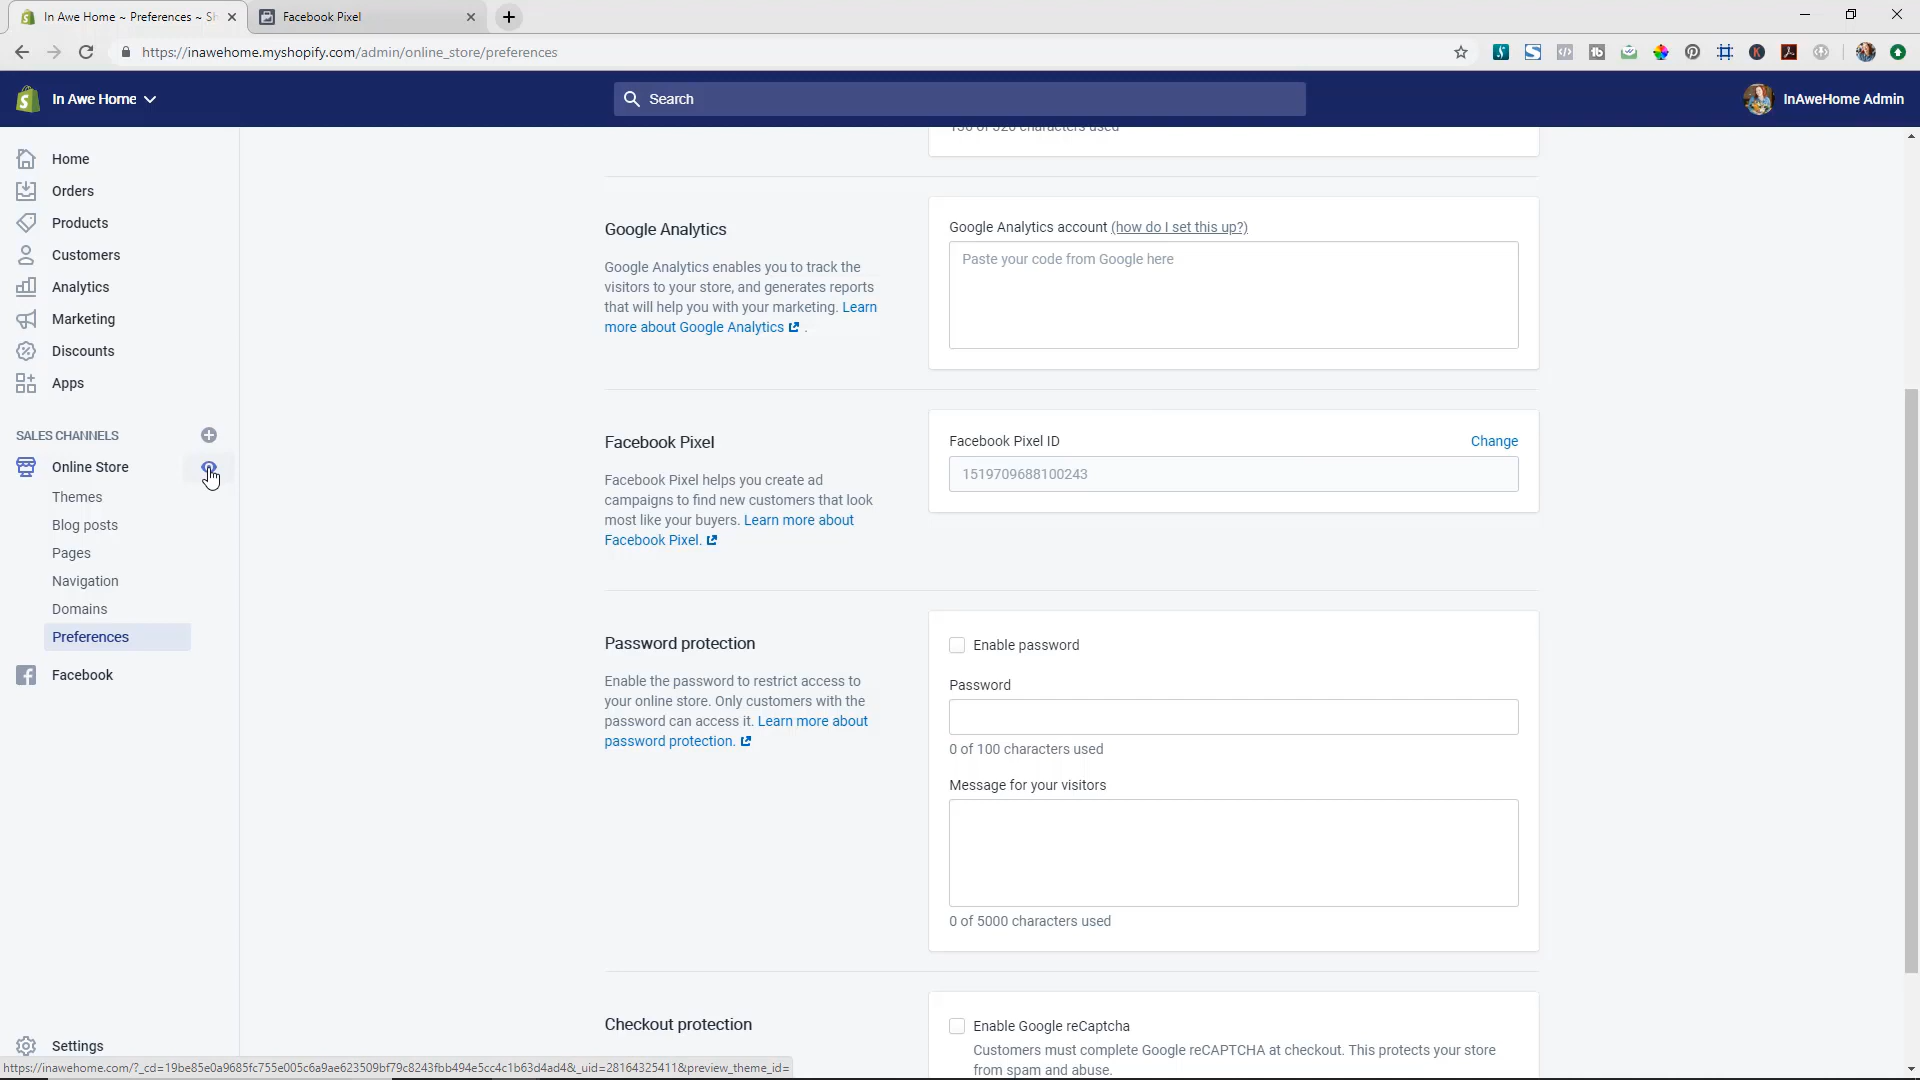 In Awe Home ~ Preferences ~ S
Facebook Pixel
https://inawehome.myshopify.com/admin/online_store/preferences
In Awe Home
Search
InAweHome Admin
Home
Orders
Products
Customers
Analytics
Marketing
Discounts
Apps
SALES CHANNELS
Online Store
Themes
Blog posts
Pages
Navigation
Domains
Preferences
Facebook
Settings
150 of 320 characters used
Google Analytics
Google Analytics enables you to track the
visitors to your store, and generates reports
that will help you with your marketing. Learn
more about Google Analytics .
Google Analytics account (how do I set this up?)
Paste your code from Google here
Facebook Pixel
Facebook Pixel helps you create ad
campaigns to find new customers that look
most like your buyers. Learn more about
Facebook Pixel.
Facebook Pixel ID
Change
1519709688100243
Password protection
Enable the password to restrict access to
your online store. Only customers with the
password can access it. Learn more about
password protection.
Enable password
Password
0 of 100 characters used
Message for your visitors
0 of 5000 characters used
Checkout protection
Enable Google reCaptcha
Customers must complete Google reCAPTCHA at checkout. This protects your store
from spam and abuse.
https://inawehome.com/?_cd=19be85e0a9685fc755e005c6a9ae623509bf79c8243fbb494e5cc4c1b63d4ad4&_uid=28164325411&preview_theme_id=